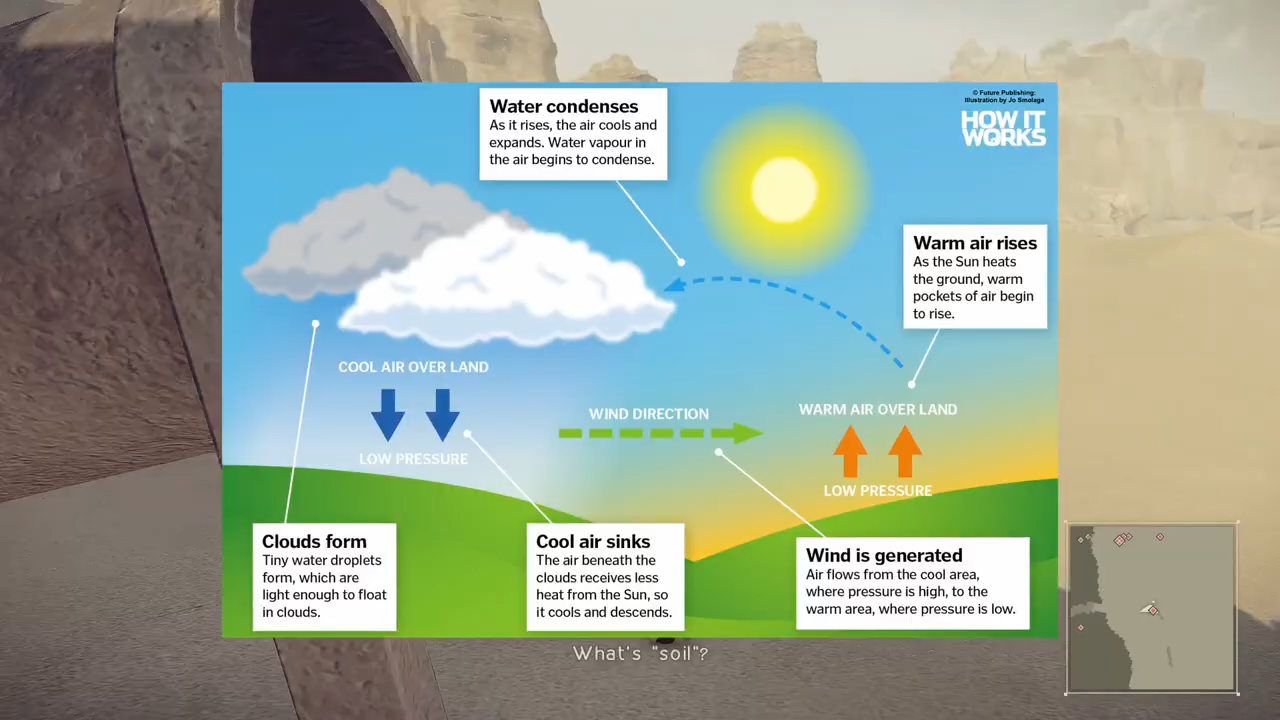 Water condenses
As it rises, the air cools and
expands. Water vapour in
the air begins to condense.
© Future Publishing:
Illustration by Jo Smolaga
HOW IT
WORKS
Warm air rises
As the Sun heats
the ground, warm
pockets of air begin
to rise.
COOL AIR OVER LAND
LOW PRESSURE
WIND DIRECTION
WARM AIR OVER LAND
LOW PRESSURE
Clouds form
Tiny water droplets
form, which are
light enough to float
in clouds.
Cool air sinks
The air beneath the
clouds receives less
heat from the Sun, so
it cools and descends.
Wind is generated
Air flows from the cool area,
where pressure is high, to the
warm area, where pressure is low.
What's "soil"?